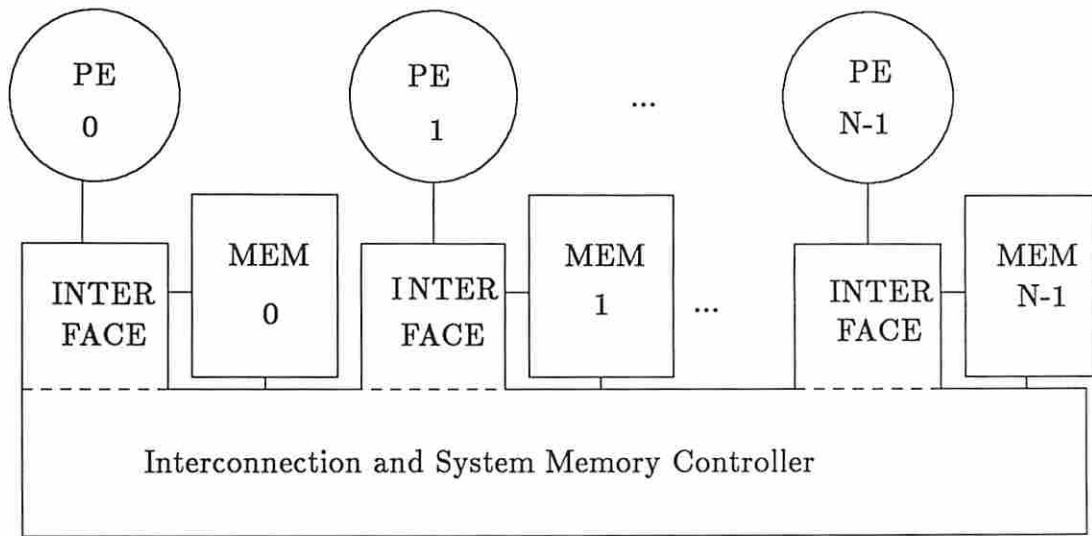 PE
0
PE
1
...
PE
N-1
INTER
FACE
MEM
0
INTER
FACE
MEM
1
...
INTER
FACE
MEM
N-1
Interconnection and System Memory Controller